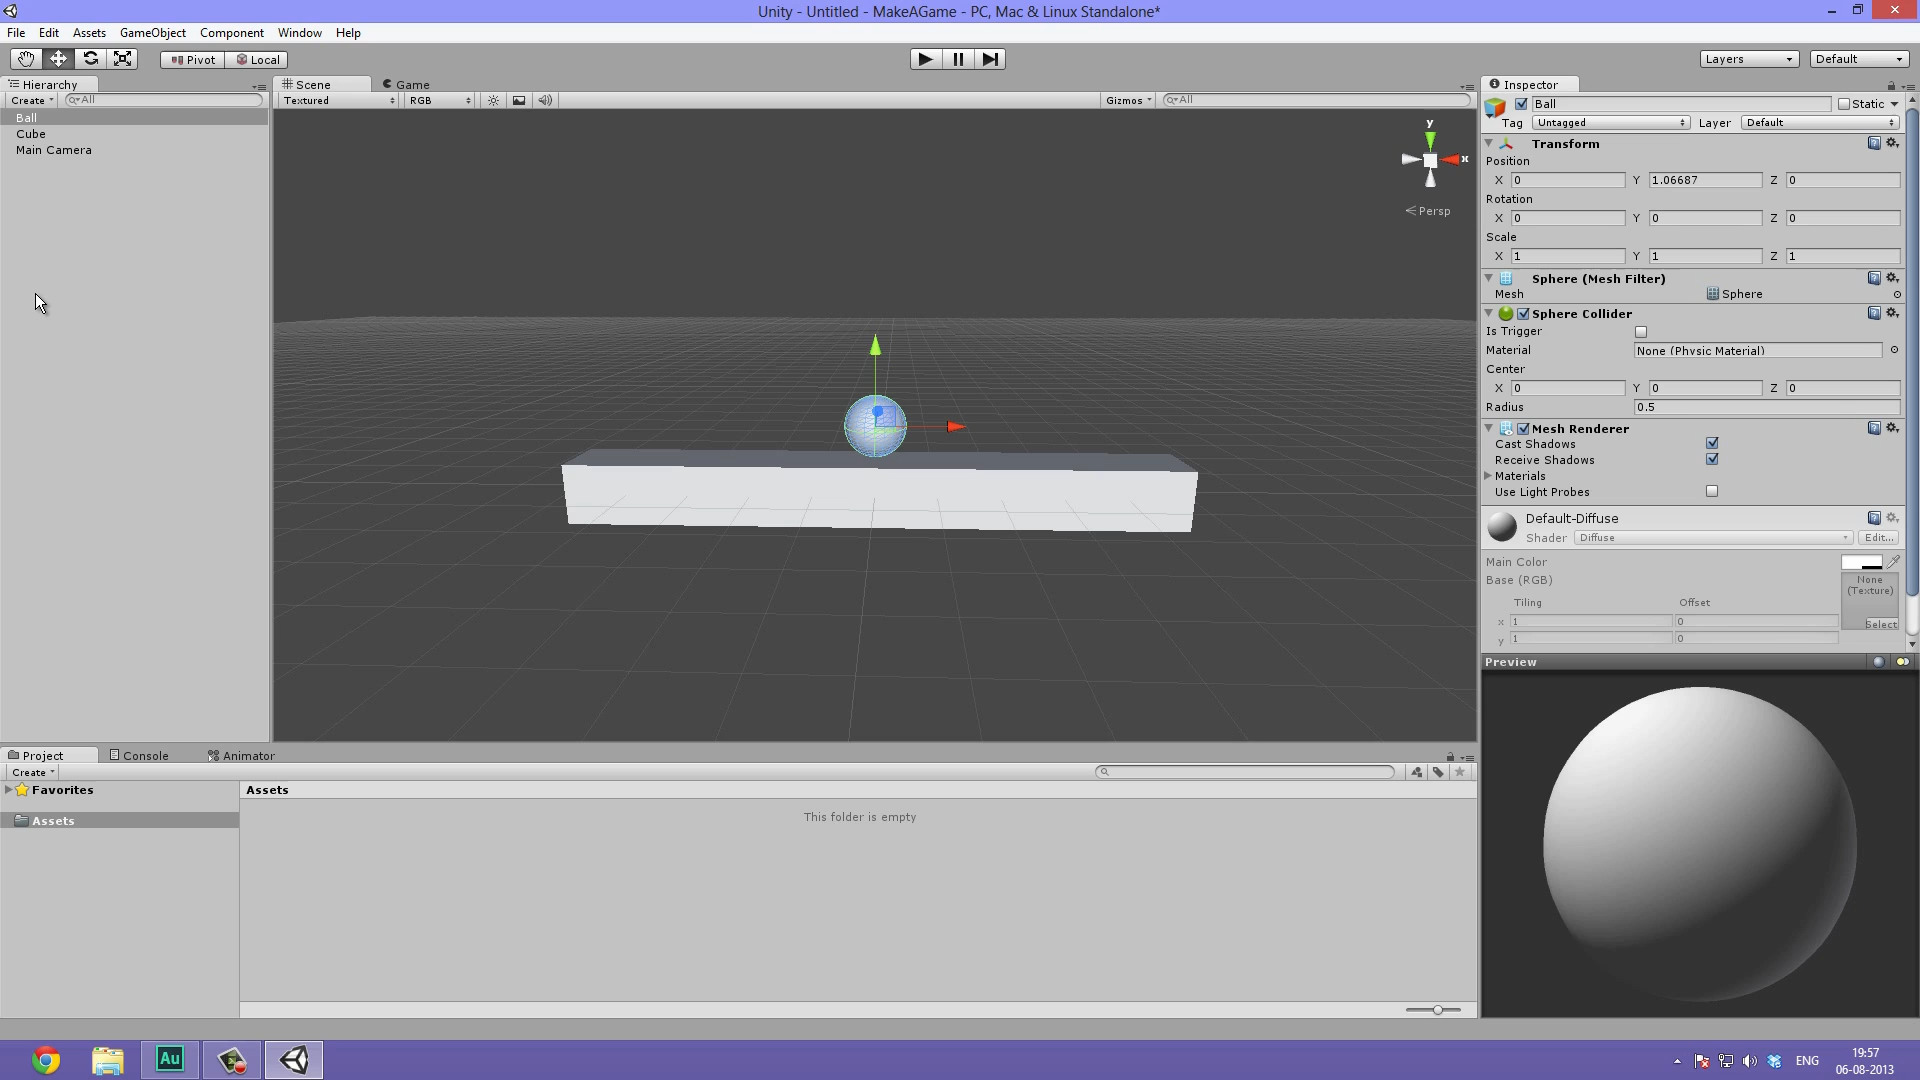 Unity - Untitled - MakeAGame - PC, Mac & Linux Standalone*
File Edit Assets GameObject Component Window Help
Pivot Local Layers Default
Hierarchy
Create All
Ball
Cube
Main Camera
Scene Game
Textured RGB Gizmos All
y
x
Persp
Inspector
Ball Static
Tag Untagged Layer Default
Transform
Position
X 0 Y 1.06687 Z 0
Rotation
X 0 Y 0 Z 0
Scale
X 1 Y 1 Z 1
Sphere (Mesh Filter)
Mesh Sphere
Sphere Collider
Is Trigger
Material None (Physic Material)
Center
X 0 Y 0 Z 0
Radius 0.5
Mesh Renderer
Cast Shadows
Receive Shadows
Materials
Use Light Probes
Default-Diffuse
Shader Diffuse Edit...
Main Color
Base (RGB) None
(Texture)
Tiling Offset
x 1 0 Select
y 1 0
Preview
Project Console Animator
Create
Favorites
Assets
Assets
This folder is empty
Au
ENG
19:57
06-08-2013